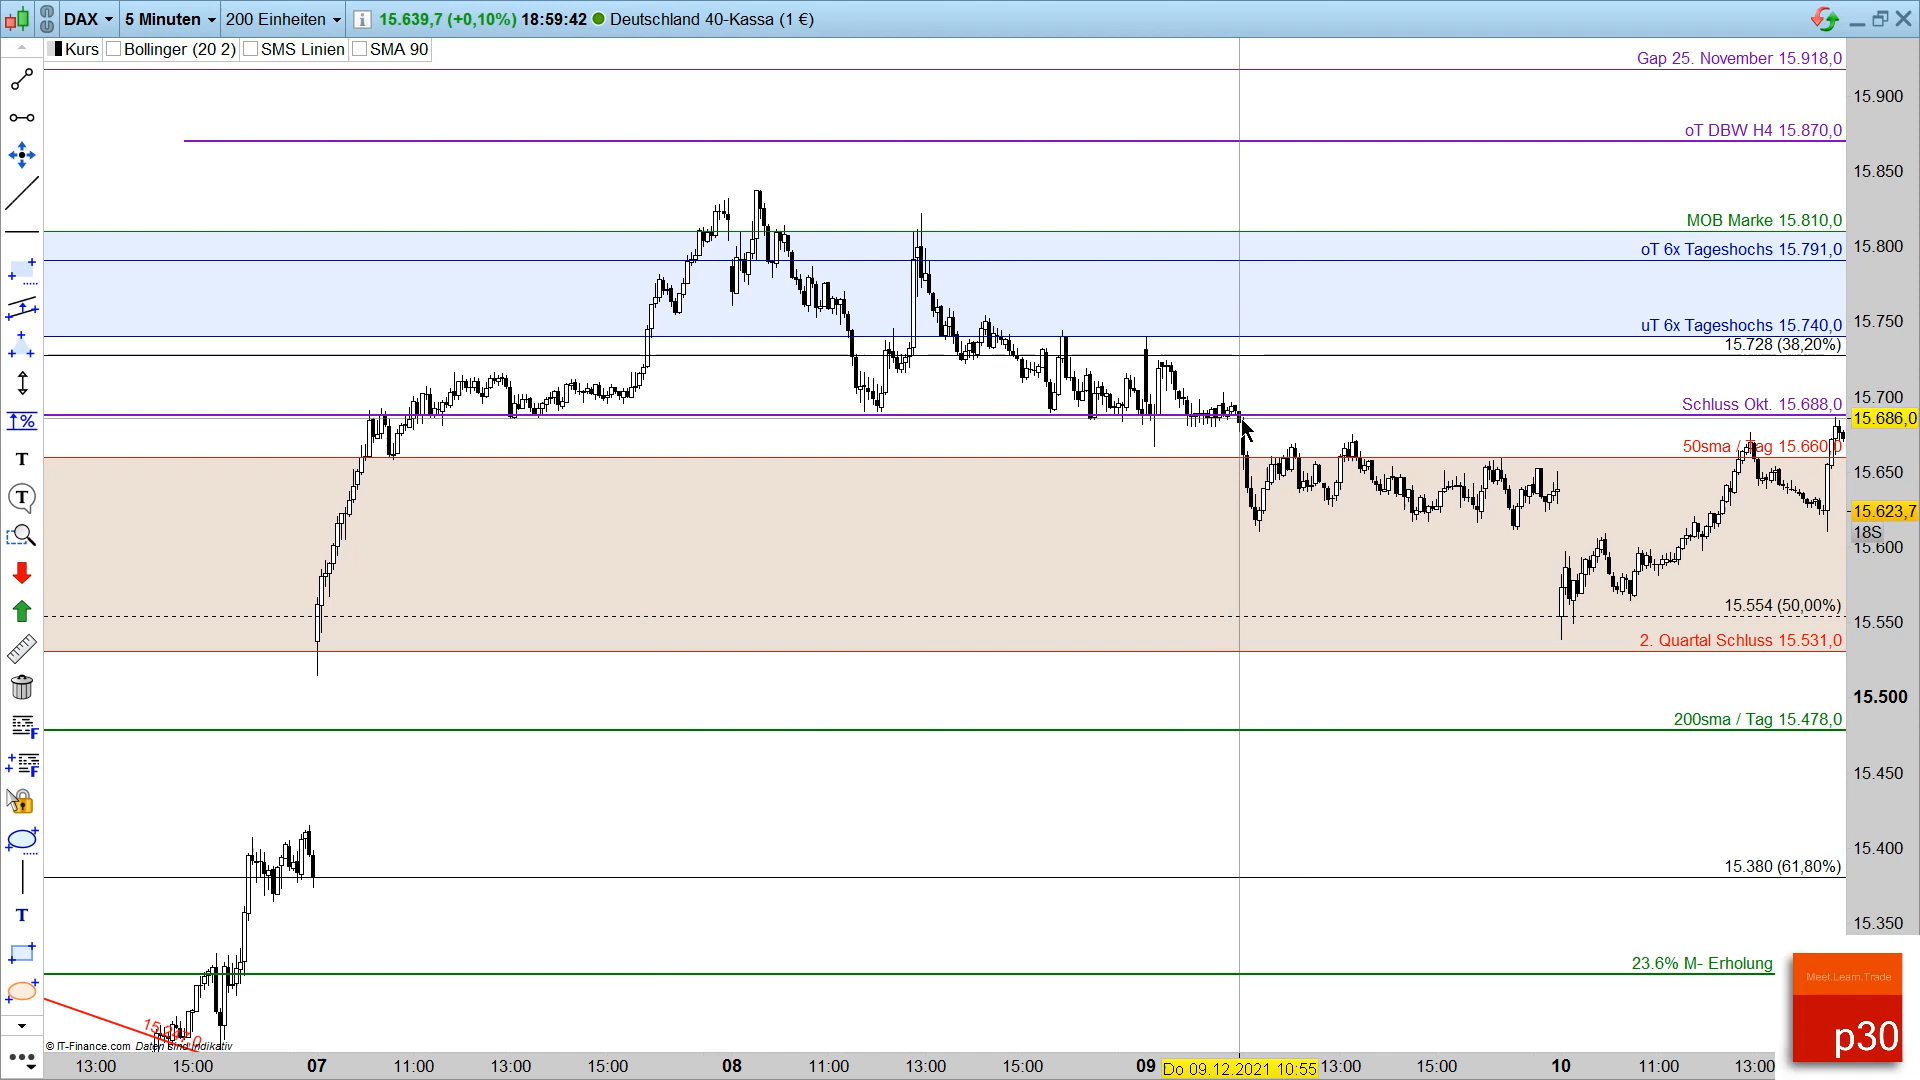 DAX 5 Minuten 200 Einheiten 15.639,7 (+0,10%) 18:59:42 Deutschland 40-Kassa (1 €)
Kurs Bollinger (20 2) SMS Linien SMA 90
Gap 25. November 15.918,0
15.900
oT DBW H4 15.870,0
15.850
MOB Marke 15.810,0
15.800
oT 6x Tageshochs 15.791,0
uT 6x Tageshochs 15.740,0
15.750
15.728 (38,20%)
15.700
Schluss Okt. 15.688,0
15.686,0
50sma / Tag 15.660,0
15.650
15.623,7
18S
15.600
15.554 (50,00%)
15.550
2. Quartal Schluss 15.531,0
15.500
200sma / Tag 15.478,0
15.450
15.400
15.380 (61,80%)
15.350
23.6% M- Erholung
Meet.Learn.Trade
p30
© IT-Finance.com Daten sind indikativ
13:00 15:00 07 11:00 13:00 15:00 08 11:00 13:00 15:00 09 Do 09.12.2021 10:55 13:00 15:00 10 11:00 13:00